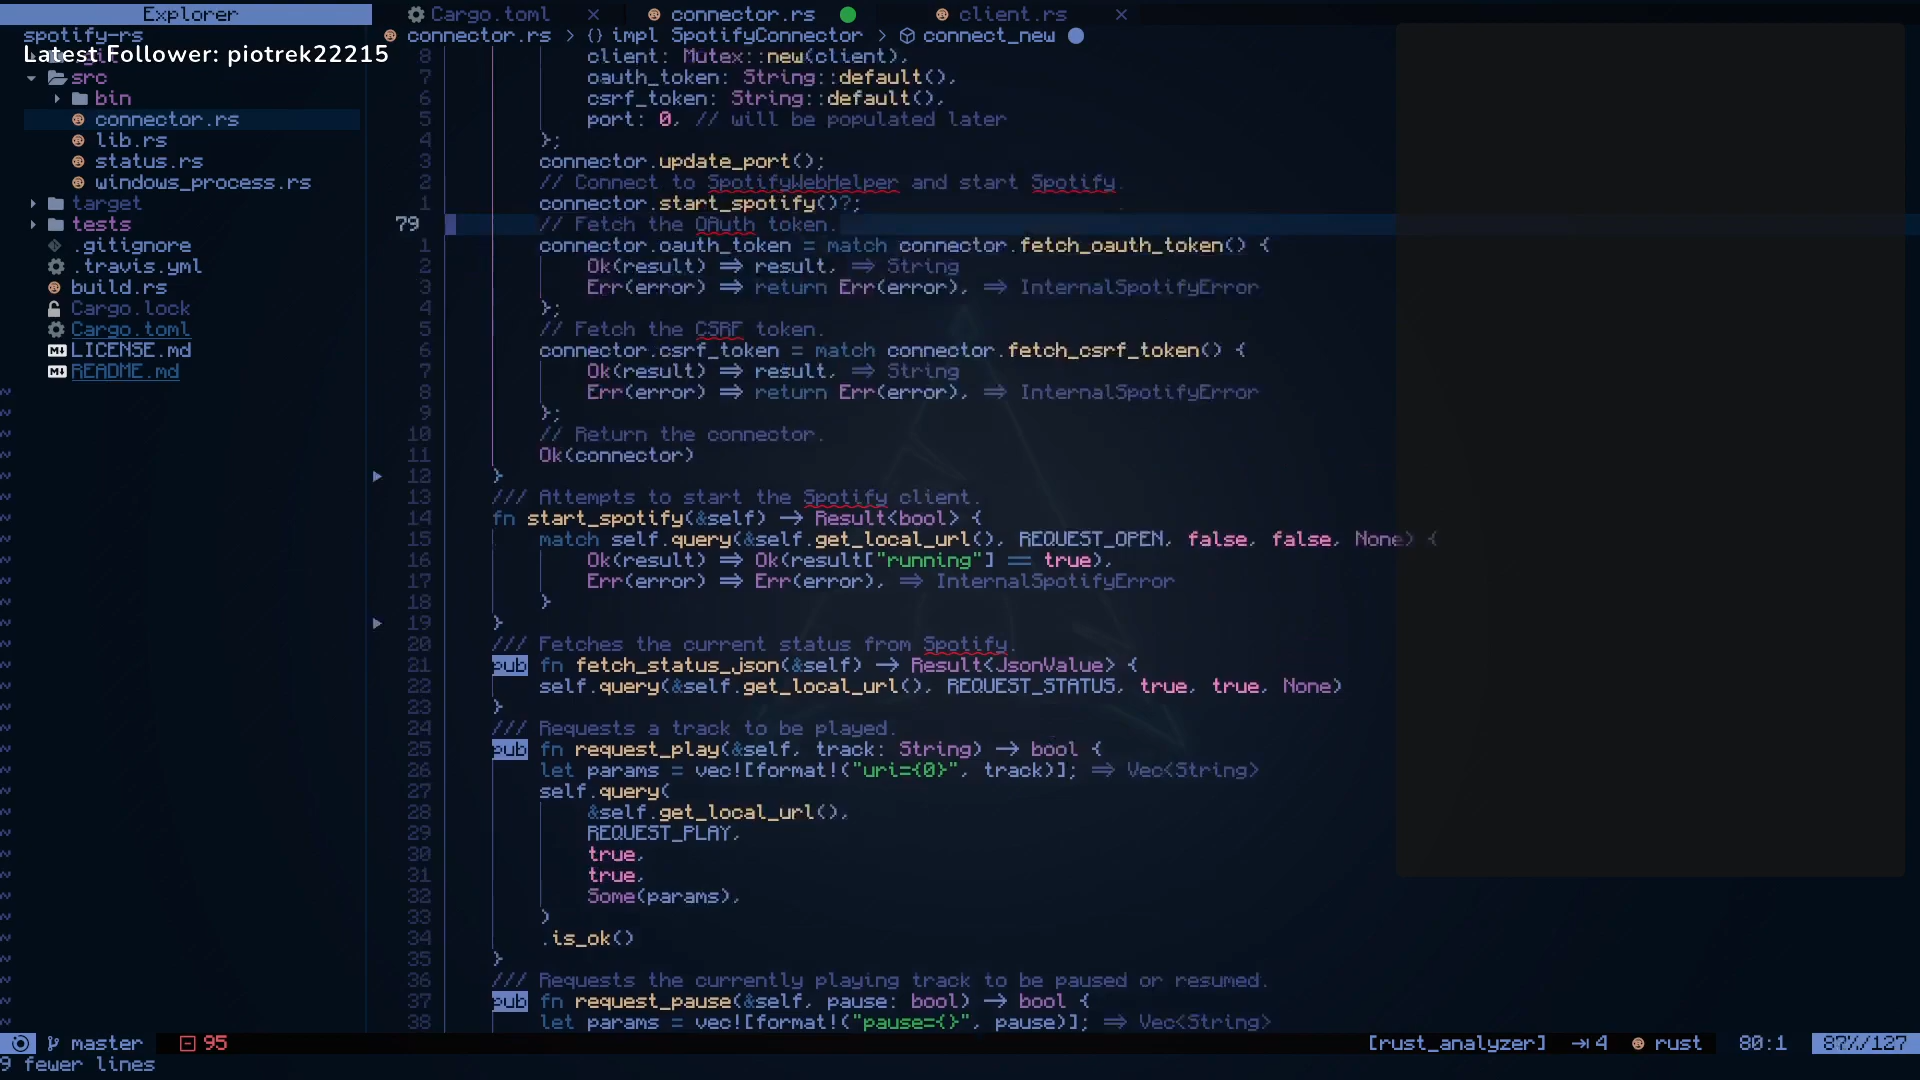 Explorer
Cargo.toml
connector.rs
client.rs
spotify-rs
Latest Follower: piotrek22215
src
bin
connector.rs
lib.rs
status.rs
windows_process.rs
target
tests
.gitignore
.travis.yml
build.rs
Cargo.lock
Cargo.toml
LICENSE.md
README.md
connector.rs > {} impl SpotifyConnector > connect_new
8 client: Mutex::new(client),
7 oauth_token: String::default(),
6 csrf_token: String::default(),
5 port: 0, // will be populated later
4 };
3 connector.update_port();
2 // Connect to SpotifyWebHelper and start Spotify.
1 connector.start_spotify()?;
79 // Fetch the OAuth token.
1 connector.oauth_token = match connector.fetch_oauth_token() {
2 Ok(result) => result, => String
3 Err(error) => return Err(error), => InternalSpotifyError
4 };
5 // Fetch the CSRF token.
6 connector.csrf_token = match connector.fetch_csrf_token() {
7 Ok(result) => result, => String
8 Err(error) => return Err(error), => InternalSpotifyError
9 };
10 // Return the connector.
11 Ok(connector)
12 }
13 /// Attempts to start the Spotify client.
14 fn start_spotify(&self) -> Result<bool> {
15 match self.query(&self.get_local_url(), REQUEST_OPEN, false, false, None) {
16 Ok(result) => Ok(result["running"] == true),
17 Err(error) => Err(error), => InternalSpotifyError
18 }
19 }
20 /// Fetches the current status from Spotify.
21 pub fn fetch_status_json(&self) -> Result<JsonValue> {
22 self.query(&self.get_local_url(), REQUEST_STATUS, true, true, None)
23 }
24 /// Requests a track to be played.
25 pub fn request_play(&self, track: String) -> bool {
26 let params = vec![format!("uri={0}", track)]; => Vec<String>
27 self.query(
28 &self.get_local_url(),
29 REQUEST_PLAY,
30 true,
31 true,
32 Some(params),
33 )
34 .is_ok()
35 }
36 /// Requests the currently playing track to be paused or resumed.
37 pub fn request_pause(&self, pause: bool) -> bool {
38 let params = vec![format!("pause={}", pause)]; => Vec<String>
master 95 [rust_analyzer] 4 rust 80:1 87%/127
9 fewer lines